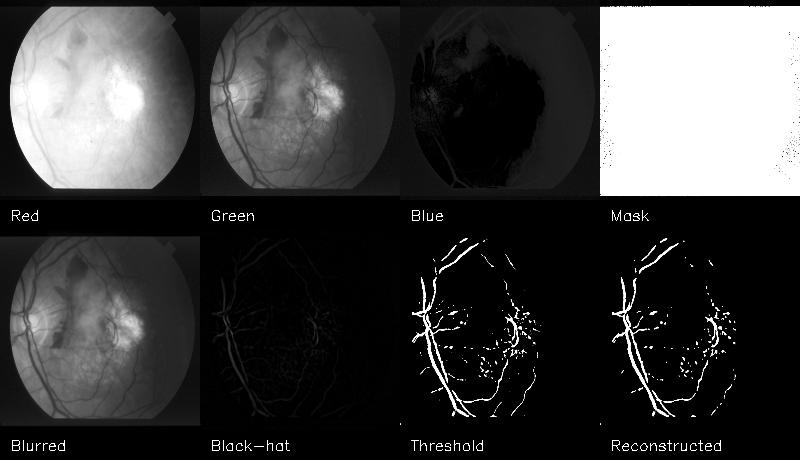 Red
Green
Blue
Mask
Blurred
Black-hat
Threshold
Reconstructed